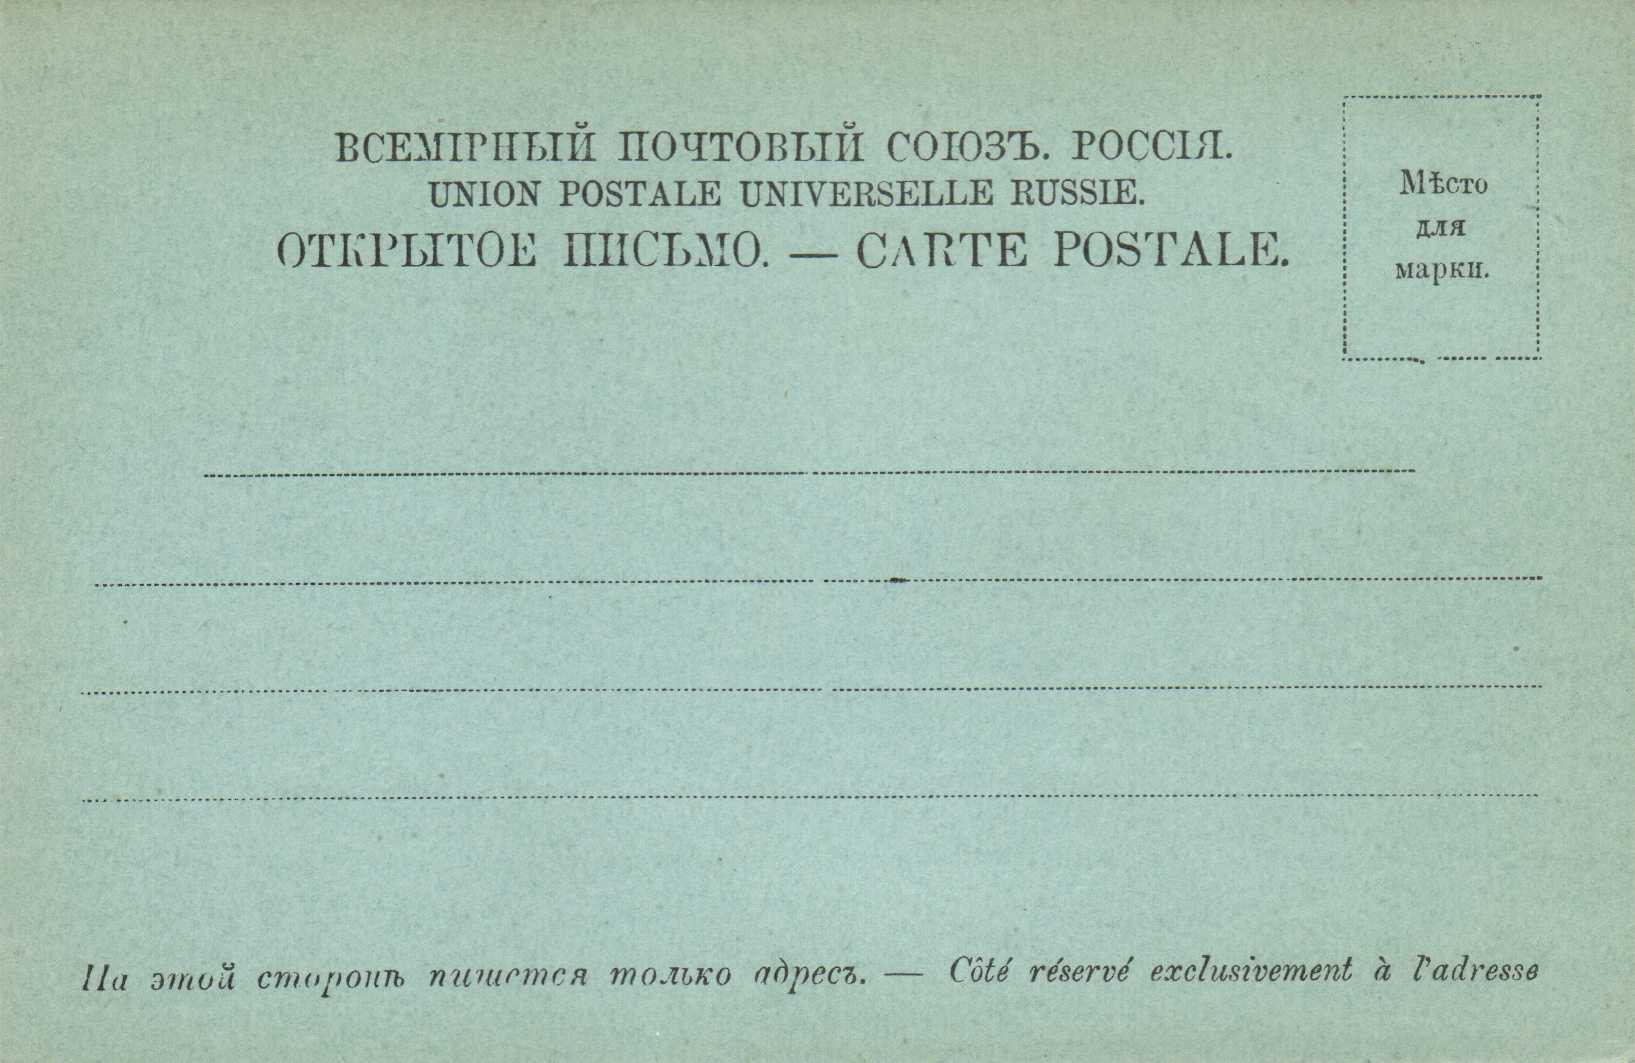 ВСЕМІРНЫЙ ПОЧТОВЫЙ СОЮЗЪ. РОССІЯ.
UNION POSTALE UNIVERSELLE RUSSIE.
ОТКРЫТОЕ ПИСЬМО. — CARTE POSTALE.
Мѣсто
для
марки.
На этой сторонѣ пишется только адресъ. — Côté réservé exclusivement à l'adresse